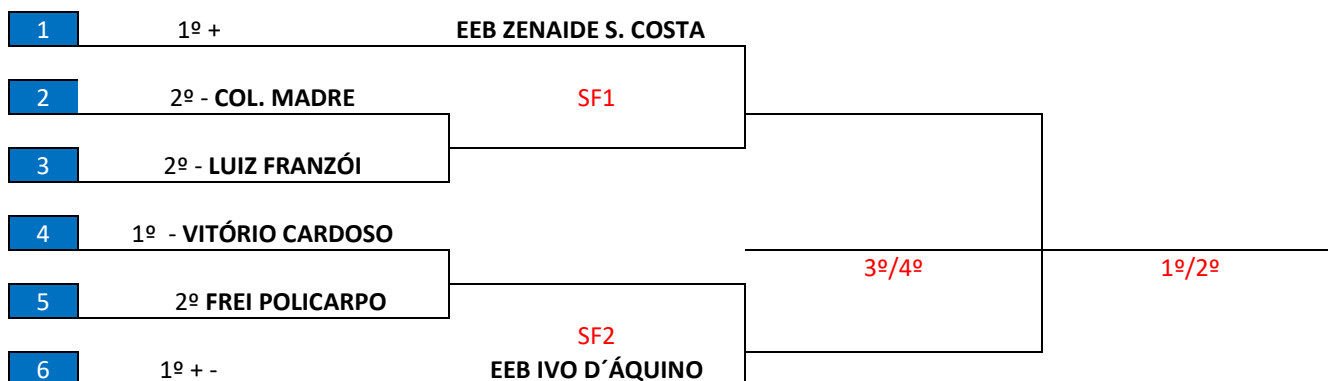 1 1º + EEB ZENAIDE S. COSTA
2 2º - COL. MADRE SF1
3 2º - LUIZ FRANZÓI
4 1º - VITÓRIO CARDOSO
3º/4º 1º/2º
5 2º FREI POLICARPO
SF2
6 1º + - EEB IVO D´ÁQUINO